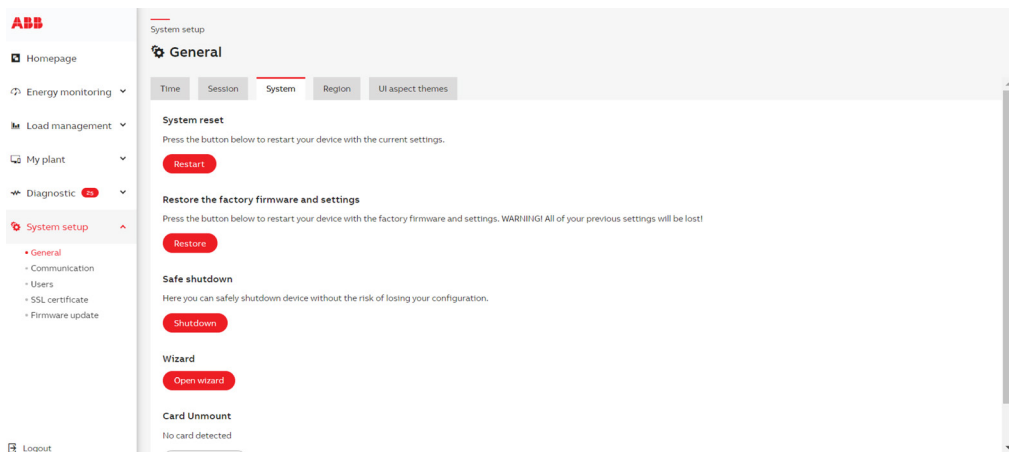 ABB
Homepage
Energy monitoring
Load management
My plant
Diagnostic 25
System setup
General
Communication
Users
SSL certificate
Firmware update
Logout
System setup
General
Time Session System Region UI aspect themes
System reset
Press the button below to restart your device with the current settings.
Restart
Restore the factory firmware and settings
Press the button below to restart your device with the factory firmware and settings. WARNING! All of your previous settings will be lost!
Restore
Safe shutdown
Here you can safely shutdown device without the risk of losing your configuration.
Shutdown
Wizard
Open wizard
Card Unmount
No card detected